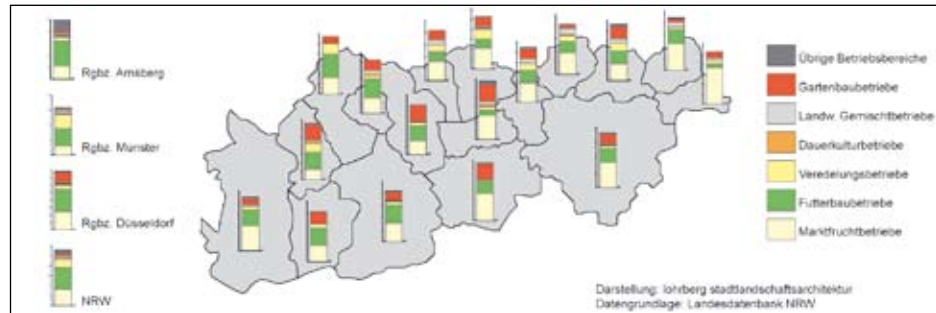 Rgbz. Arnsberg
Rgbz. Münster
Rgbz. Düsseldorf
NRW
Übrige Betriebsbereiche
Gartenbaubetriebe
Landw. Gemischtbetriebe
Dauerkulturbetriebe
Veredelungsbetriebe
Futterbaubetriebe
Marktfruchtbetriebe
Darstellung: lohrberg stadtlandschaftsarchitektur
Datengrundlage: Landesdatenbank NRW